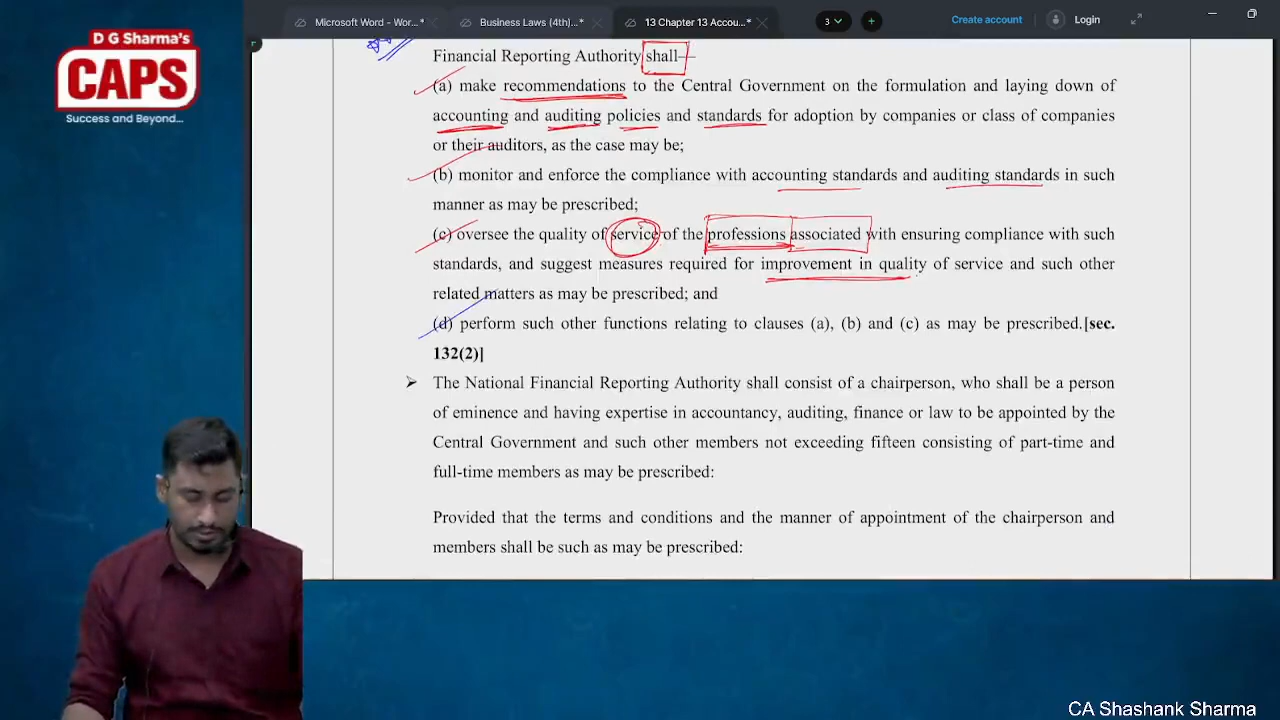 Microsoft Word - Wor...*
Business Laws (4th)...*
13 Chapter 13 Accou...*
3
Create account
Login
D G Sharma's
CAPS
Success and Beyond...
Financial Reporting Authority shall—
(a) make recommendations to the Central Government on the formulation and laying down of
accounting and auditing policies and standards for adoption by companies or class of companies
or their auditors, as the case may be;
(b) monitor and enforce the compliance with accounting standards and auditing standards in such
manner as may be prescribed;
(c) oversee the quality of service of the professions associated with ensuring compliance with such
standards, and suggest measures required for improvement in quality of service and such other
related matters as may be prescribed; and
(d) perform such other functions relating to clauses (a), (b) and (c) as may be prescribed.[sec.
132(2)]
The National Financial Reporting Authority shall consist of a chairperson, who shall be a person
of eminence and having expertise in accountancy, auditing, finance or law to be appointed by the
Central Government and such other members not exceeding fifteen consisting of part-time and
full-time members as may be prescribed:
Provided that the terms and conditions and the manner of appointment of the chairperson and
members shall be such as may be prescribed:
CA Shashank Sharma